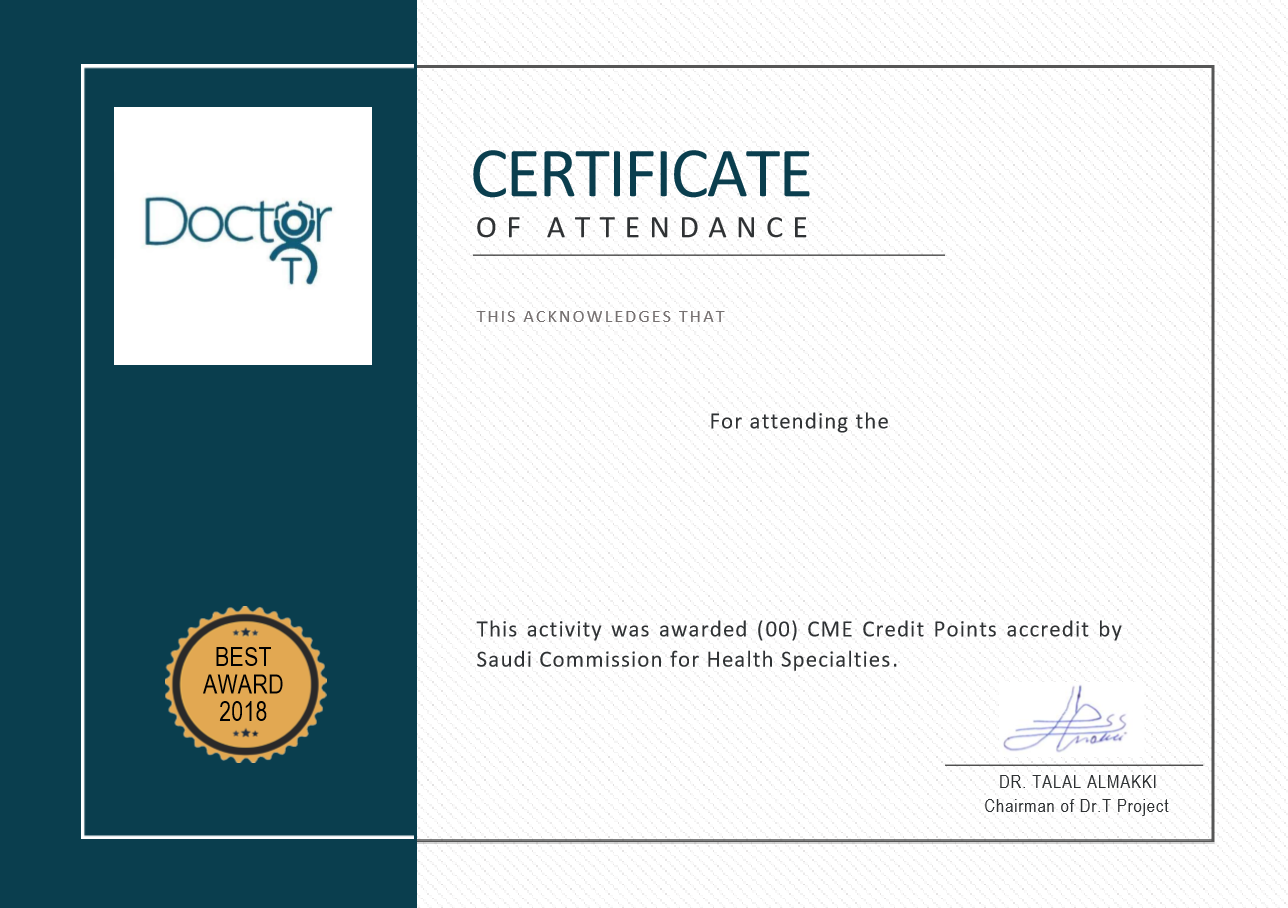 Doctor
T
CERTIFICATE
OF ATTENDANCE
THIS ACKNOWLEDGES THAT
For attending the
This activity was awarded (00) CME Credit Points accredit by
Saudi Commission for Health Specialties.
BEST
AWARD
2018
DR. TALAL ALMAKKI
Chairman of Dr.T Project